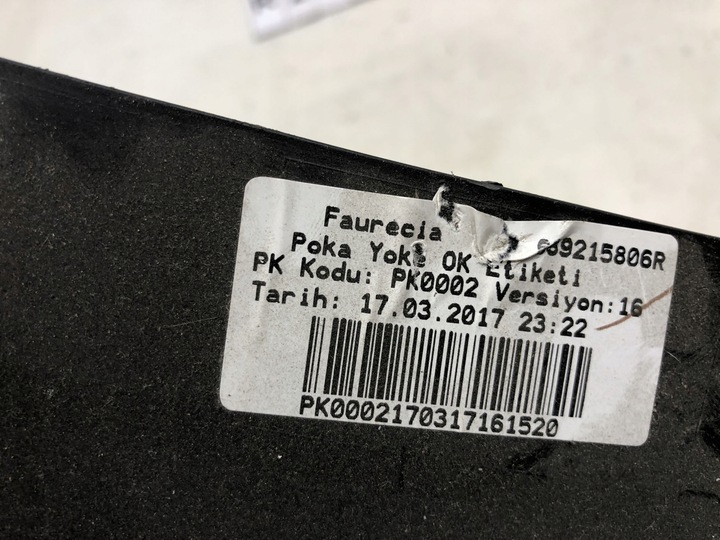 Faurecia
Poka Yoke OK Etiketi
PK Kodu: PK0002 Versiyon:16
Tarih: 17.03.2017 23:22
PK0002170317161520